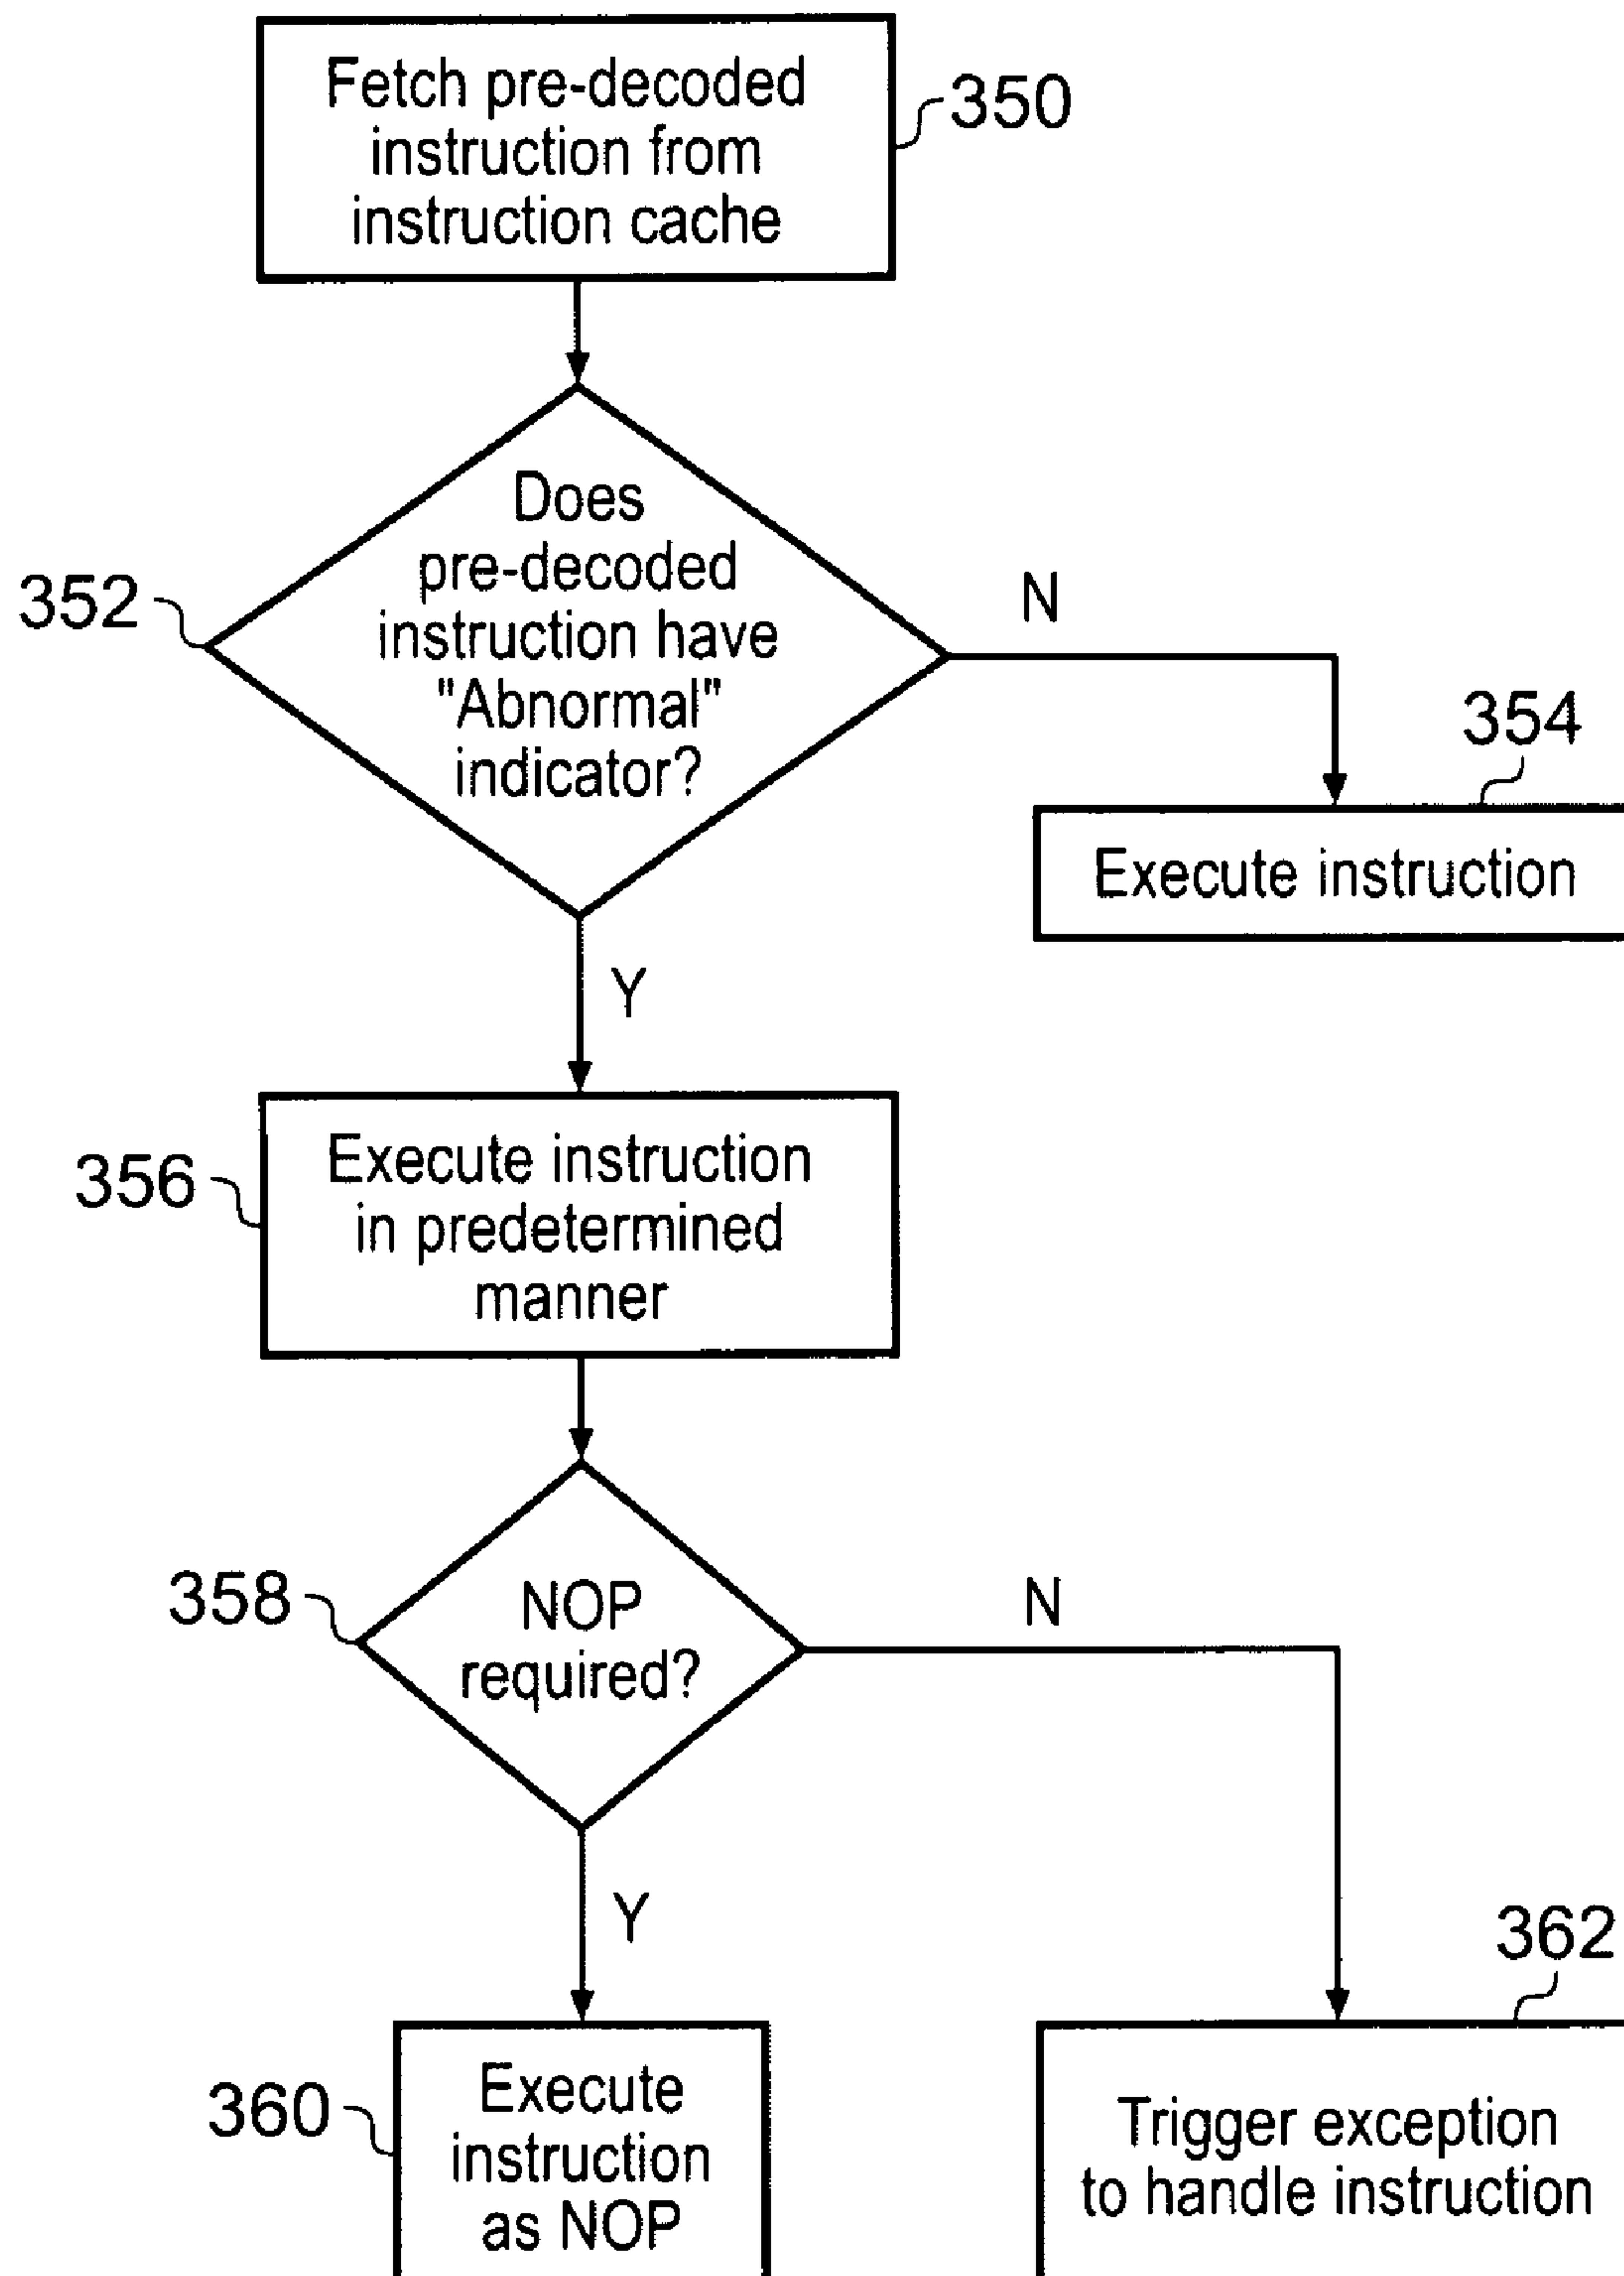 Fetch pre-decoded
instruction from
instruction cache
350
Does
pre-decoded
instruction have
"Abnormal"
indicator?
352
N
354
Execute instruction
Y
356
Execute instruction
in predetermined
manner
358
NOP
required?
N
Y
362
360
Execute
instruction
as NOP
Trigger exception
to handle instruction